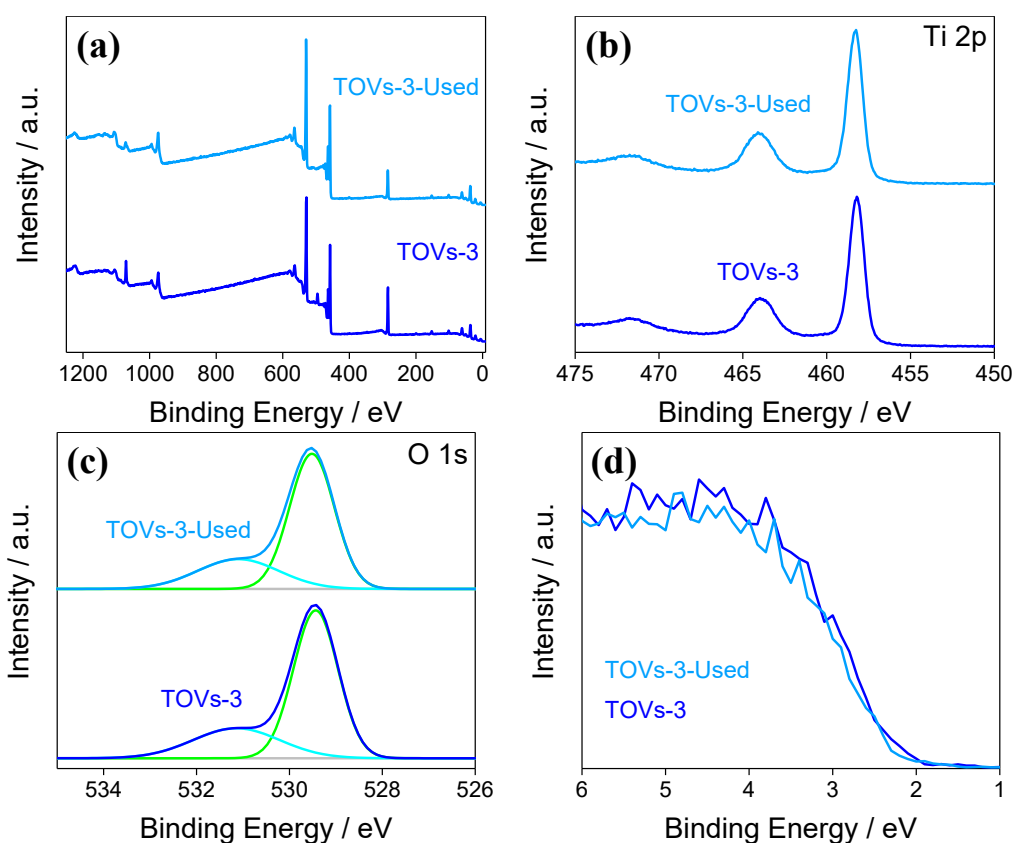 (a)
TOVs-3-Used
TOVs-3
Intensity / a.u.
1200 1000 800 600 400 200 0
Binding Energy / eV
(b)
Ti 2p
TOVs-3-Used
TOVs-3
Intensity / a.u.
475 470 465 460 455 450
Binding Energy / eV
(c)
O 1s
TOVs-3-Used
TOVs-3
Intensity / a.u.
534 532 530 528 526
Binding Energy / eV
(d)
TOVs-3-Used
TOVs-3
Intensity / a.u.
6 5 4 3 2 1
Binding Energy / eV